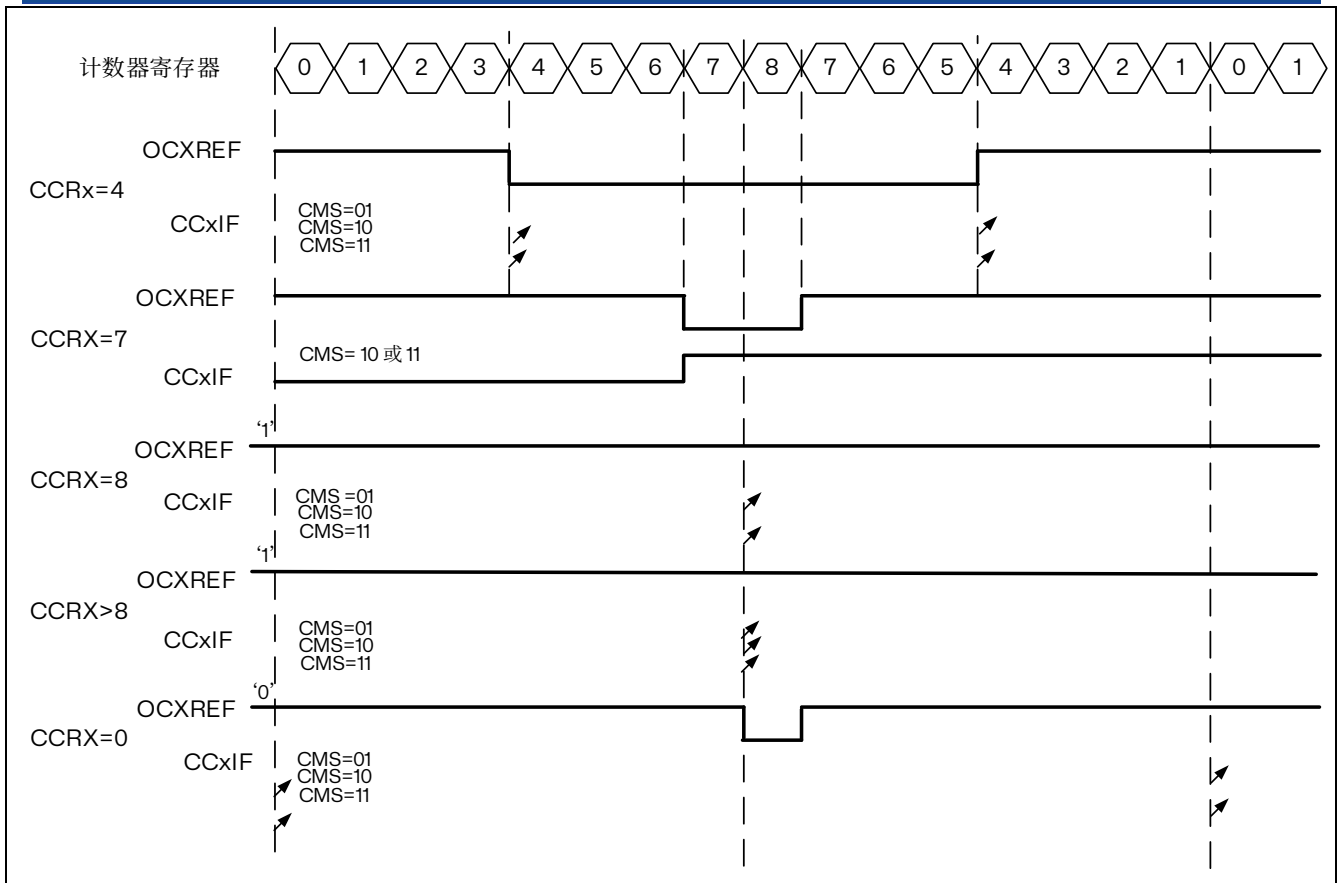 计数器寄存器 0 1 2 3 4 5 6 7 8 7 6 5 4 3 2 1 0 1
OCXREF
CCRx=4
CCxIF
CMS=01
CMS=10
CMS=11
OCXREF
CCRX=7
CMS= 10 或 11
CCxIF
‘1’
OCXREF
CCRX=8
CCxIF
CMS =01
CMS=10
CMS=11
‘1’
OCXREF
CCRX>8
CCxIF
CMS=01
CMS=10
CMS=11
‘0’
OCXREF
CCRX=0
CCxIF
CMS=01
CMS=10
CMS=11